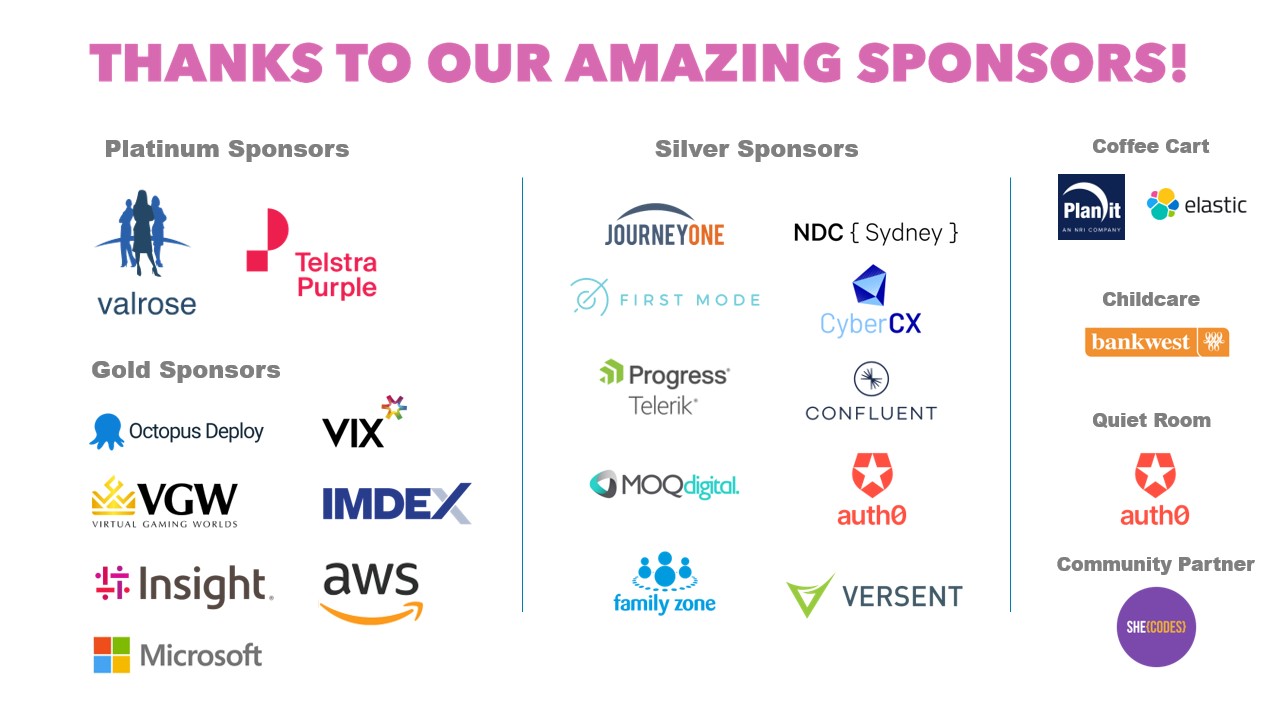 THANKS TO OUR AMAZING SPONSORS!
Platinum Sponsors
valrose
Telstra
Purple
Gold Sponsors
Octopus Deploy
VIX
VGW
VIRTUAL GAMING WORLDS
IMDEX
Insight.
aws
Microsoft
Silver Sponsors
JOURNEYONE
NDC { Sydney }
FIRST MODE
CyberCX
Progress®
Telerik®
CONFLUENT
MOQdigital.
auth0
family zone
VERSENT
Coffee Cart
Planit
AN NRI COMPANY
elastic
Childcare
bankwest
Quiet Room
auth0
Community Partner
SHE{CODES}